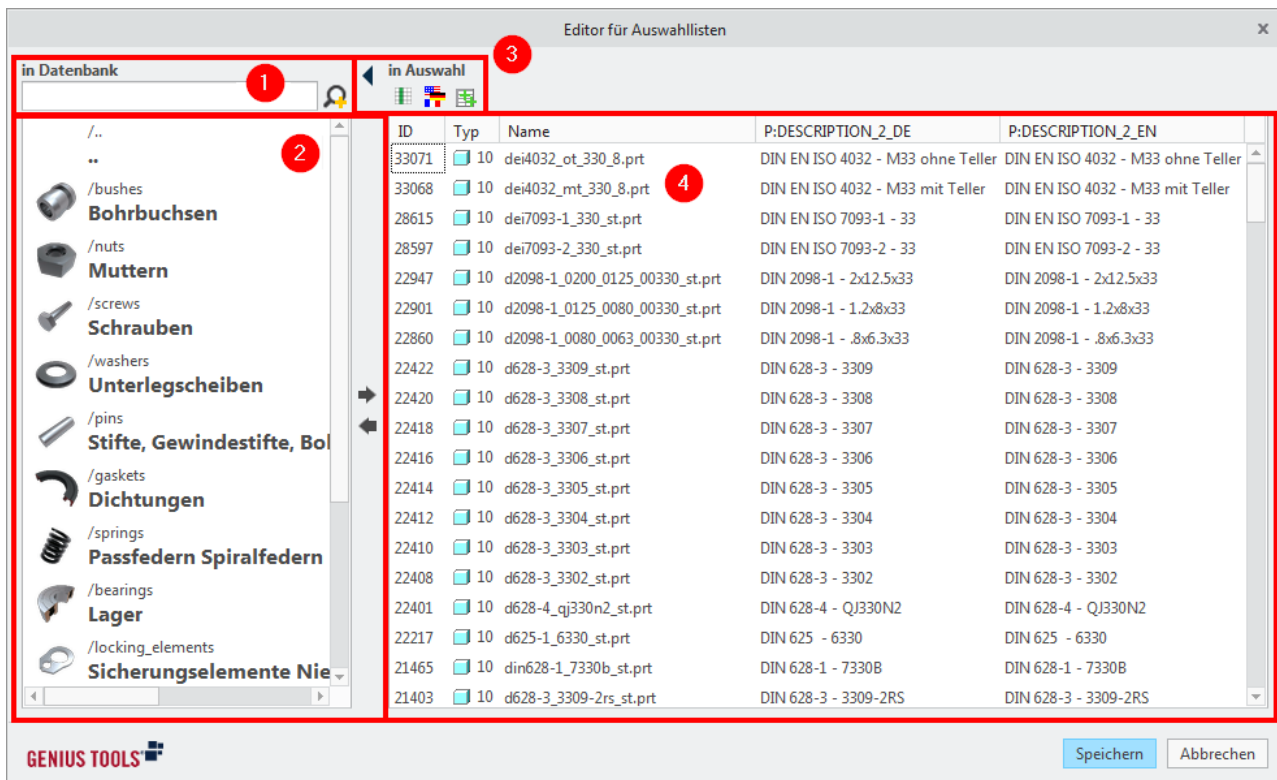 Editor für Auswahllisten
in Datenbank
1
in Auswahl
3
/..
..
2
/bushes
Bohrbuchsen
/nuts
Muttern
/screws
Schrauben
/washers
Unterlegscheiben
/pins
Stifte, Gewindestifte, Bol
/gaskets
Dichtungen
/springs
Passfedern Spiralfedern
/bearings
Lager
/locking_elements
Sicherungselemente Nie
ID Typ Name P:DESCRIPTION_2_DE P:DESCRIPTION_2_EN
33071 10 dei4032_ot_330_8.prt DIN EN ISO 4032 - M33 ohne Teller DIN EN ISO 4032 - M33 ohne Teller
33068 10 dei4032_mt_330_8.prt DIN EN ISO 4032 - M33 mit Teller DIN EN ISO 4032 - M33 mit Teller
4
28615 10 dei7093-1_330_st.prt DIN EN ISO 7093-1 - 33 DIN EN ISO 7093-1 - 33
28597 10 dei7093-2_330_st.prt DIN EN ISO 7093-2 - 33 DIN EN ISO 7093-2 - 33
22947 10 d2098-1_0200_0125_00330_st.prt DIN 2098-1 - 2x12.5x33 DIN 2098-1 - 2x12.5x33
22901 10 d2098-1_0125_0080_00330_st.prt DIN 2098-1 - 1.2x8x33 DIN 2098-1 - 1.2x8x33
22860 10 d2098-1_0080_0063_00330_st.prt DIN 2098-1 - .8x6.3x33 DIN 2098-1 - .8x6.3x33
22422 10 d628-3_3309_st.prt DIN 628-3 - 3309 DIN 628-3 - 3309
22420 10 d628-3_3308_st.prt DIN 628-3 - 3308 DIN 628-3 - 3308
22418 10 d628-3_3307_st.prt DIN 628-3 - 3307 DIN 628-3 - 3307
22416 10 d628-3_3306_st.prt DIN 628-3 - 3306 DIN 628-3 - 3306
22414 10 d628-3_3305_st.prt DIN 628-3 - 3305 DIN 628-3 - 3305
22412 10 d628-3_3304_st.prt DIN 628-3 - 3304 DIN 628-3 - 3304
22410 10 d628-3_3303_st.prt DIN 628-3 - 3303 DIN 628-3 - 3303
22408 10 d628-3_3302_st.prt DIN 628-3 - 3302 DIN 628-3 - 3302
22401 10 d628-4_qj330n2_st.prt DIN 628-4 - QJ330N2 DIN 628-4 - QJ330N2
22217 10 d625-1_6330_st.prt DIN 625 - 6330 DIN 625 - 6330
21465 10 din628-1_7330b_st.prt DIN 628-1 - 7330B DIN 628-1 - 7330B
21403 10 d628-3_3309-2rs_st.prt DIN 628-3 - 3309-2RS DIN 628-3 - 3309-2RS
GENIUS TOOLS
Speichern
Abbrechen